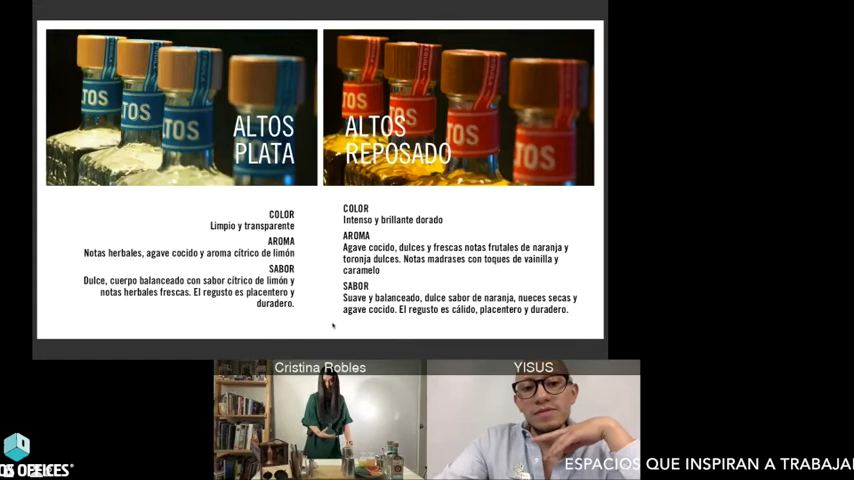 ALTOS
PLATA
ALTOS
REPOSADO
TOS
TOS
TOS
TOS
TOS
TOS
COLOR
Limpio y transparente
AROMA
Notas herbales, agave cocido y aroma cítrico de limón
SABOR
Dulce, cuerpo balanceado con sabor cítrico de limón y
notas herbales frescas. El regusto es placentero y
duradero.
COLOR
Intenso y brillante dorado
AROMA
Agave cocido, dulces y frescas notas frutales de naranja y
toronja dulces. Notas madrases con toques de vainilla y
caramelo
SABOR
Suave y balanceado, dulce sabor de naranja, nueces secas y
agave cocido. El regusto es cálido, placentero y duradero.
Cristina Robles
YISUS
OFFICES
ESPACIOS QUE INSPIRAN A TRABAJAR